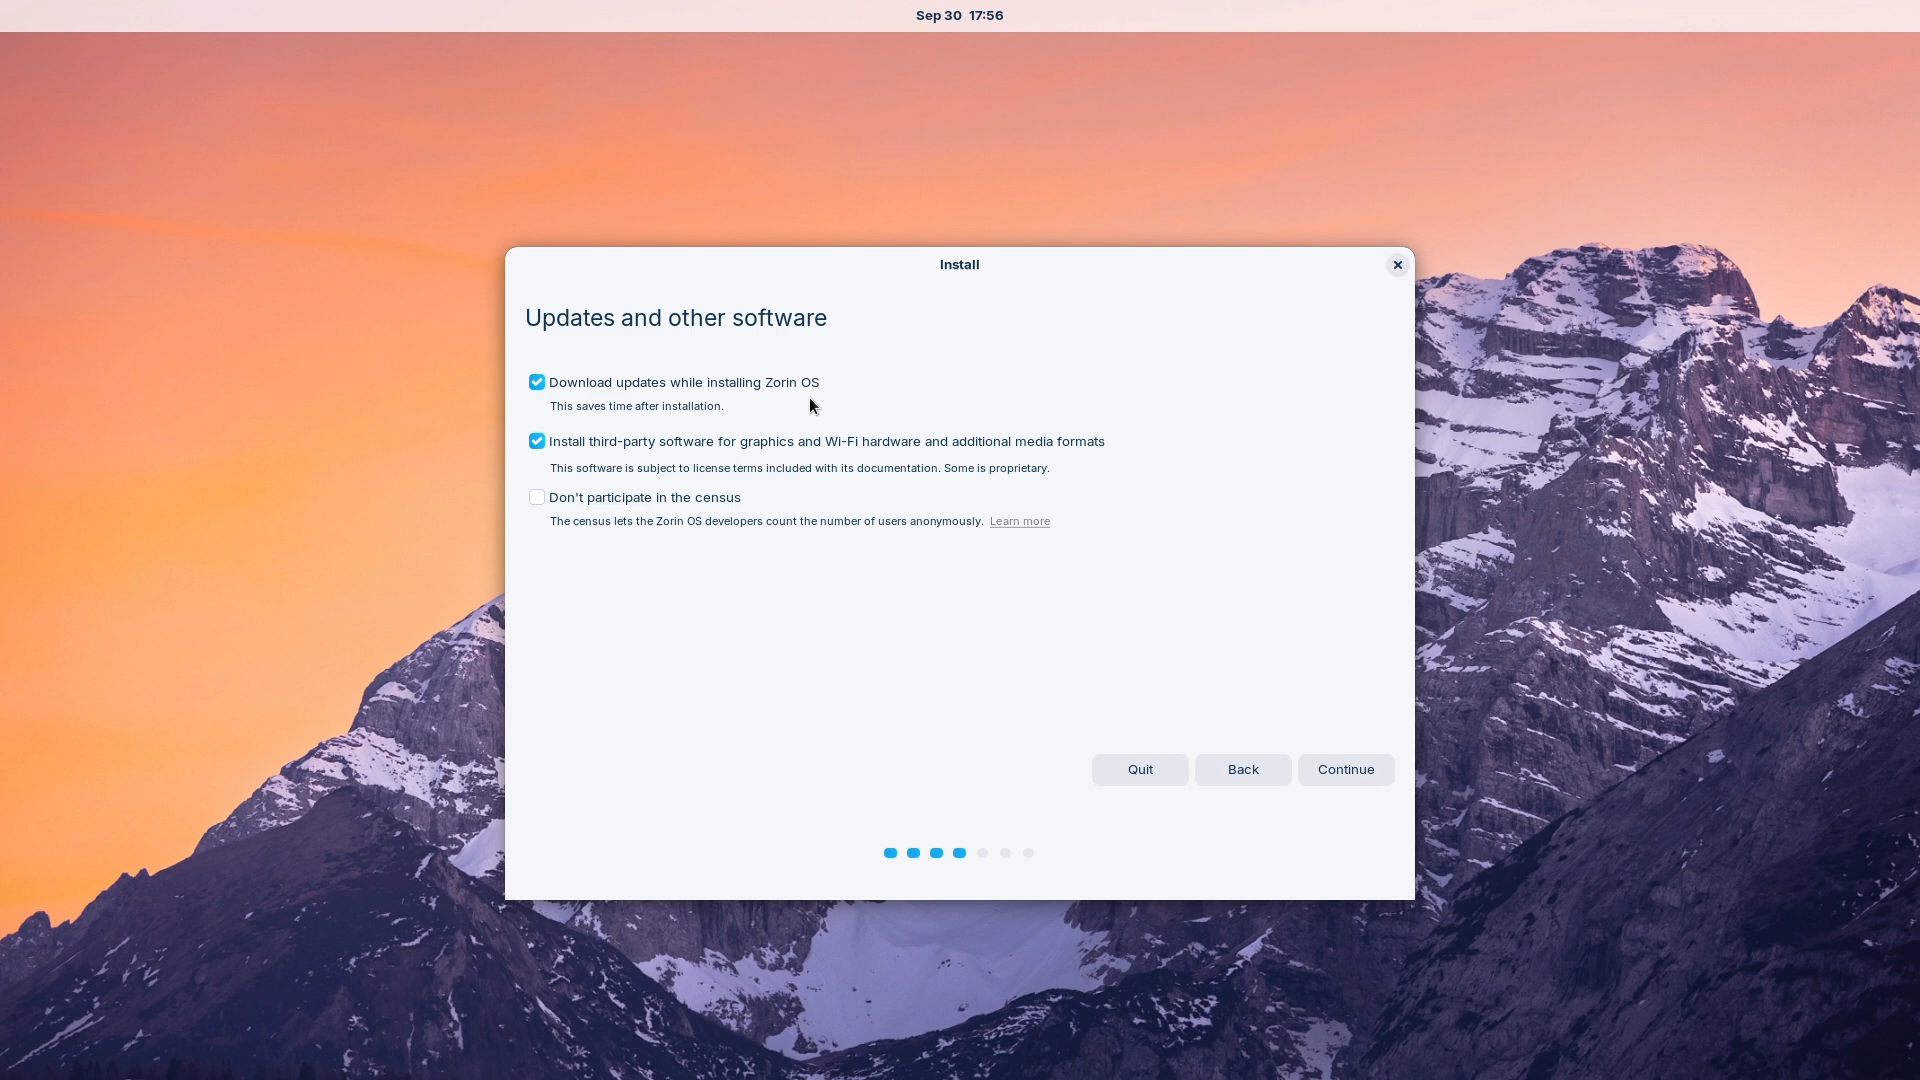 Sep 30 17:56
Install
Updates and other software
Download updates while installing Zorin OS
This saves time after installation.
Install third-party software for graphics and Wi-Fi hardware and additional media formats
This software is subject to license terms included with its documentation. Some is proprietary.
Don't participate in the census
The census lets the Zorin OS developers count the number of users anonymously. Learn more
Quit Back Continue